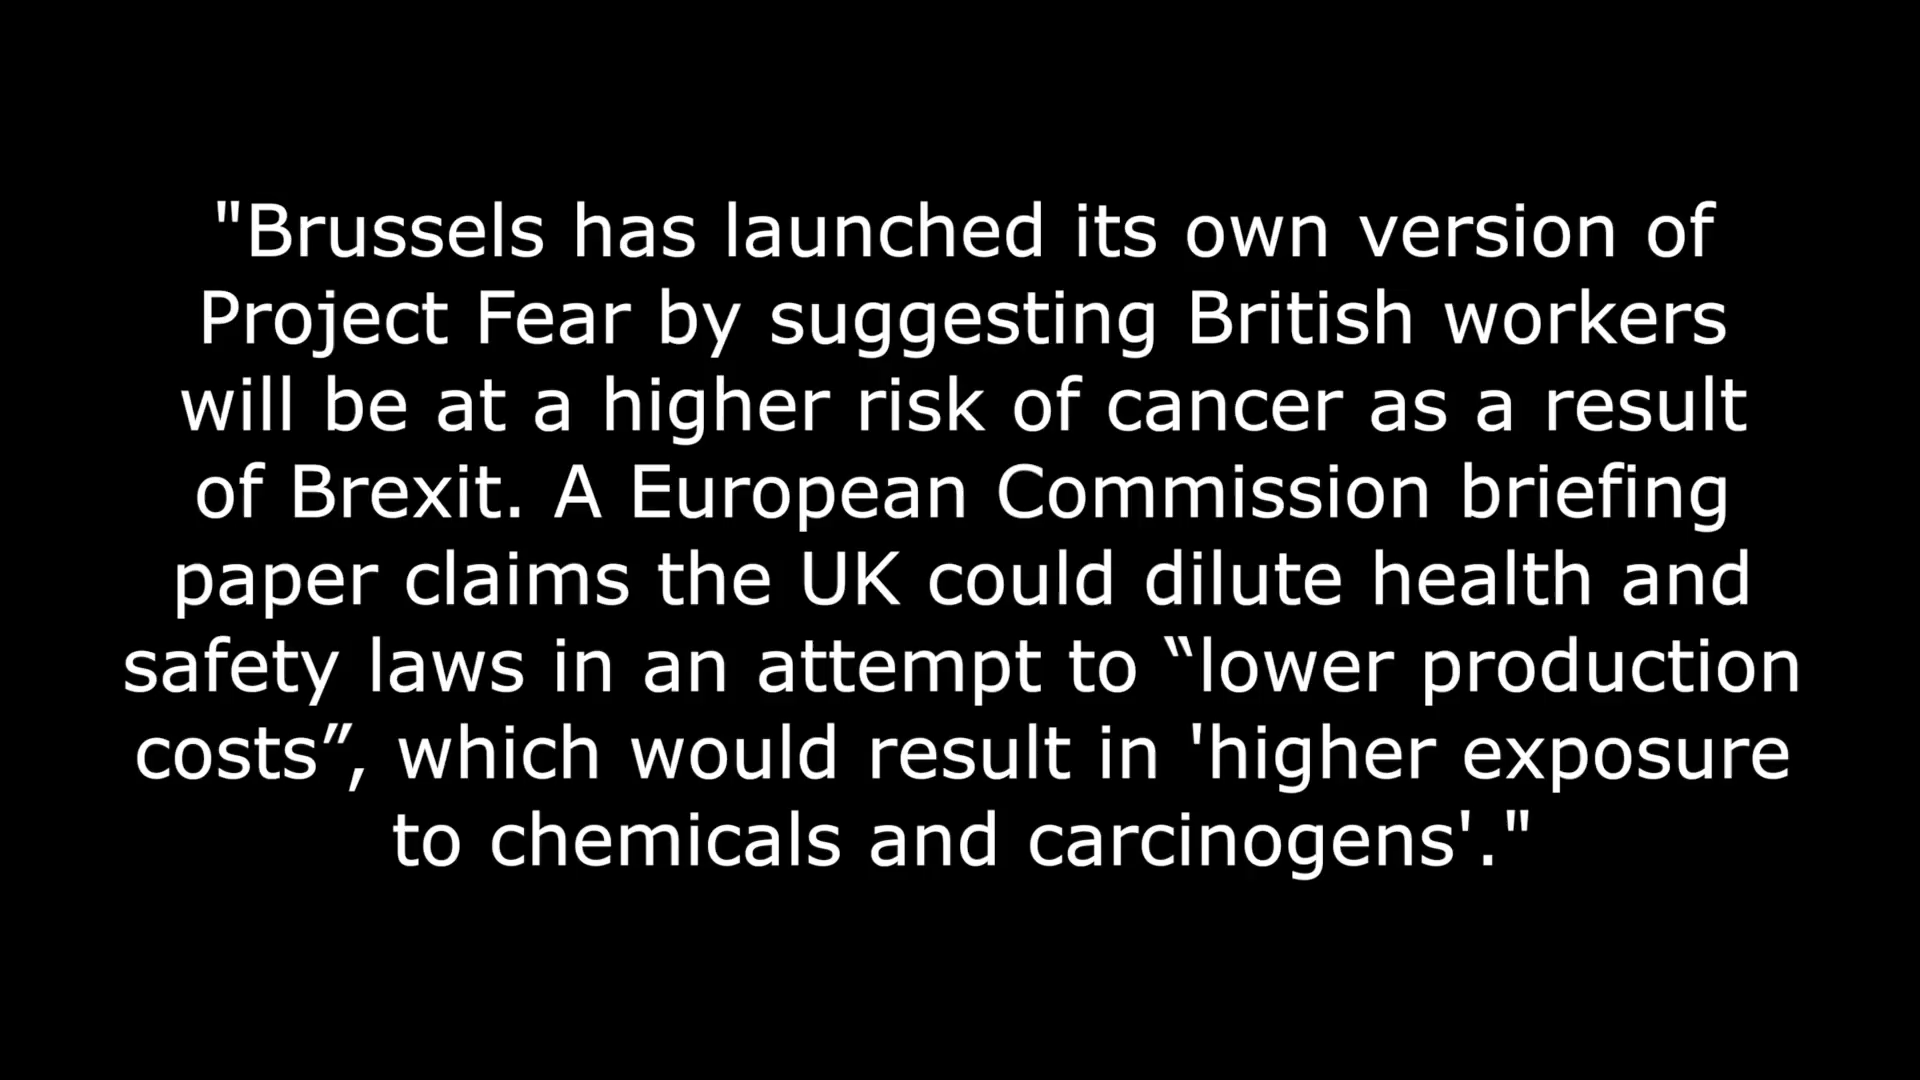 "Brussels has launched its own version of
Project Fear by suggesting British workers
will be at a higher risk of cancer as a result
of Brexit. A European Commission briefing
paper claims the UK could dilute health and
safety laws in an attempt to “lower production
costs”, which would result in 'higher exposure
to chemicals and carcinogens'."